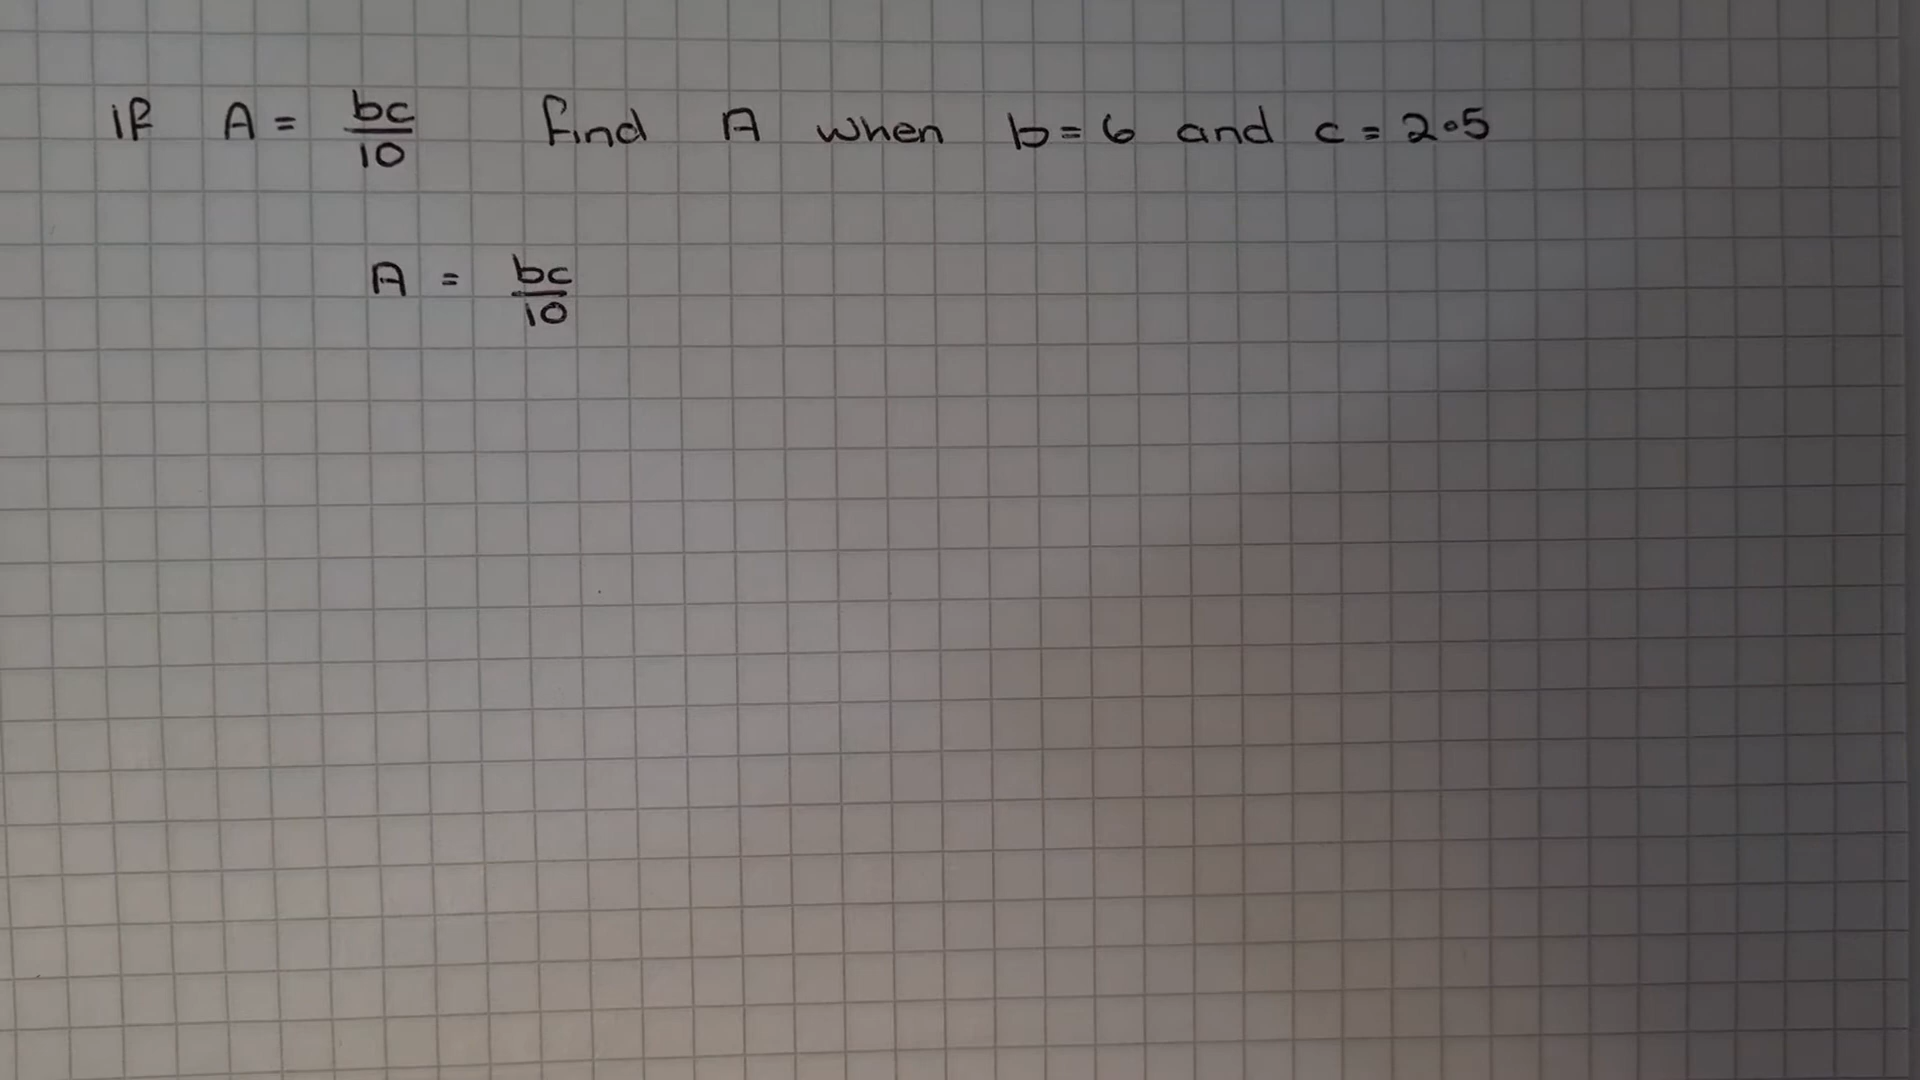 If A = bc/10 find A when b = 6 and c = 2.5
A = bc/10